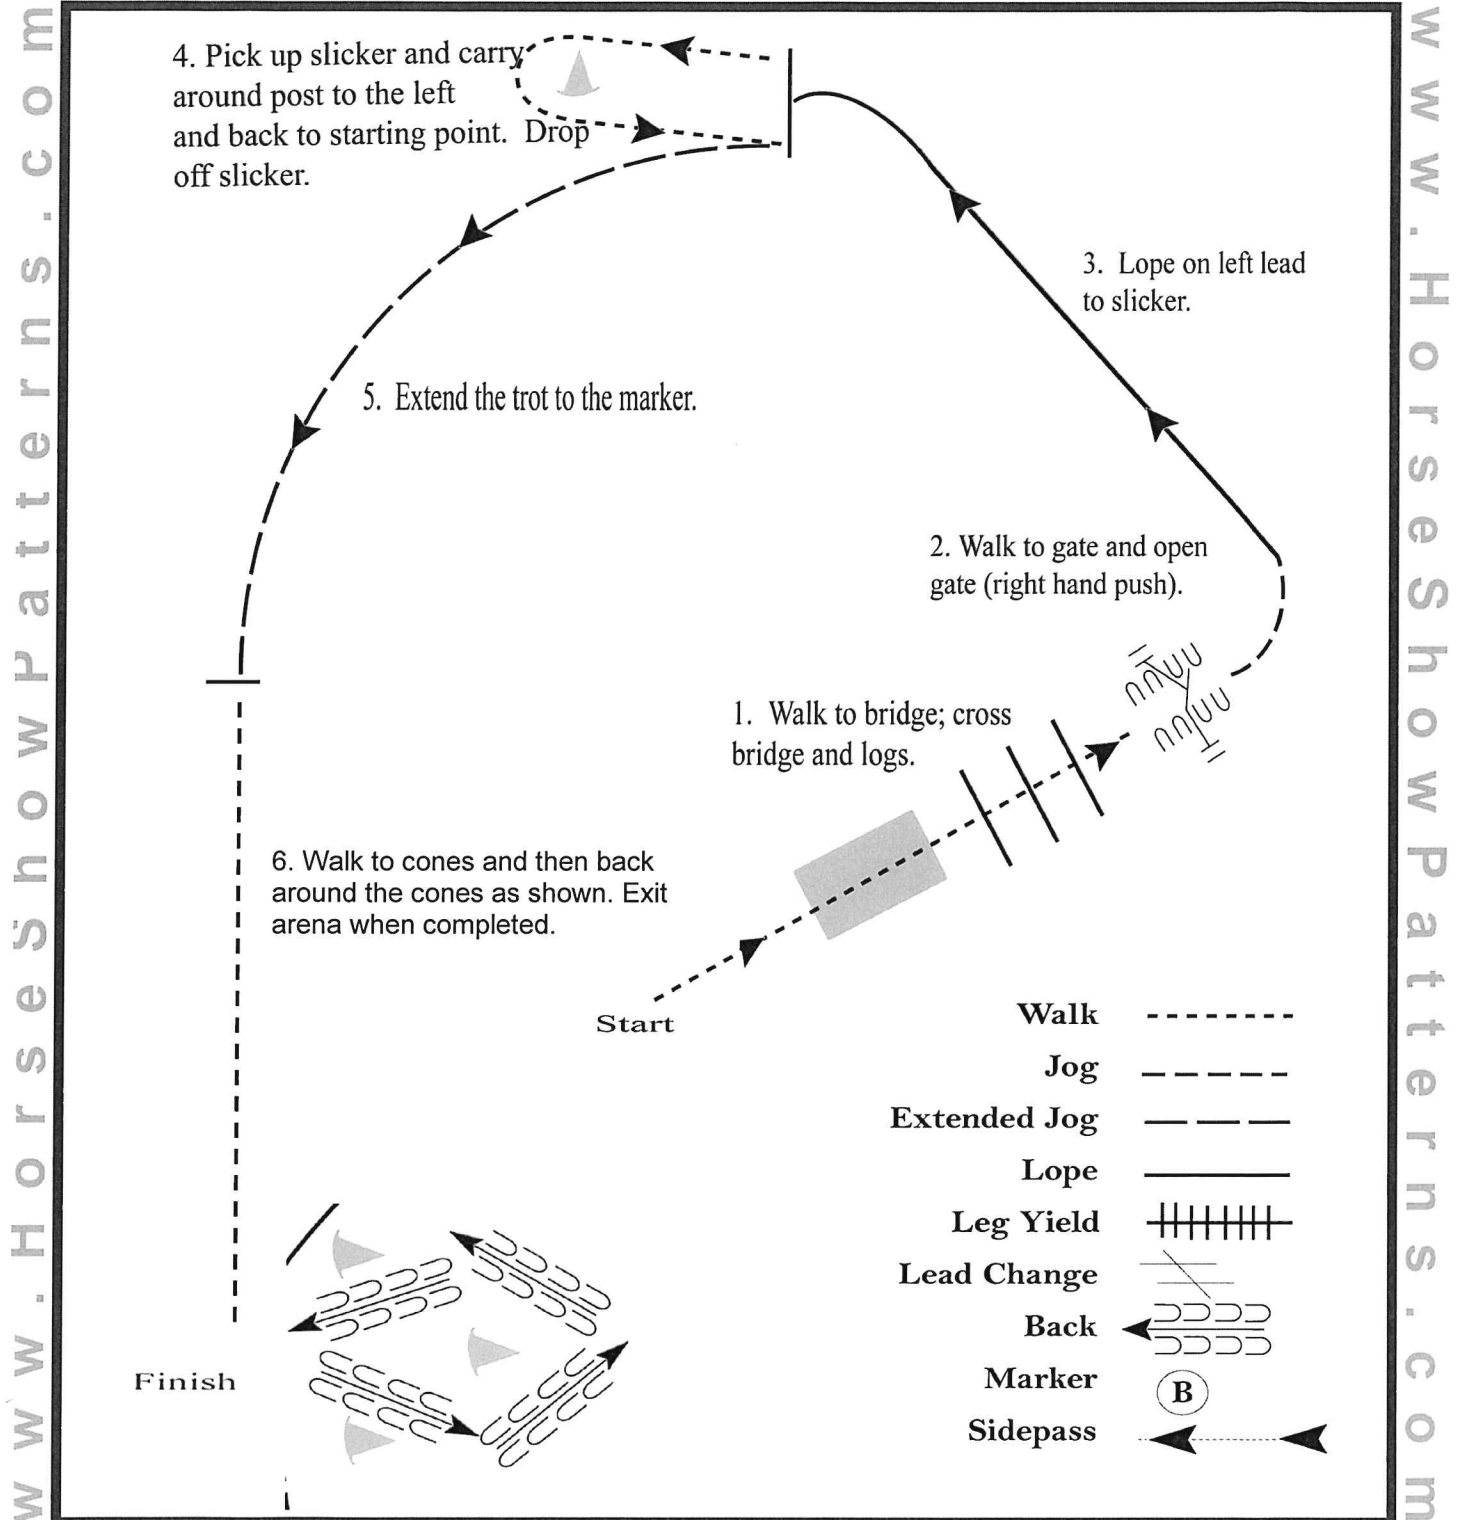 www.HorseShowPatterns.com
4. Pick up slicker and carry
around post to the left
and back to starting point.  Drop
off slicker.
3.  Lope on left lead
to slicker.
5.  Extend the trot to the marker.
2. Walk to gate and open
gate (right hand push).
1.  Walk to bridge; cross
bridge and logs.
6. Walk to cones and then back
around the cones as shown. Exit
arena when completed.
Start
Finish
Walk
Jog
Extended Jog
Lope
Leg Yield
Lead Change
Back
Marker
B
Sidepass
www.HorseShowPatterns.com